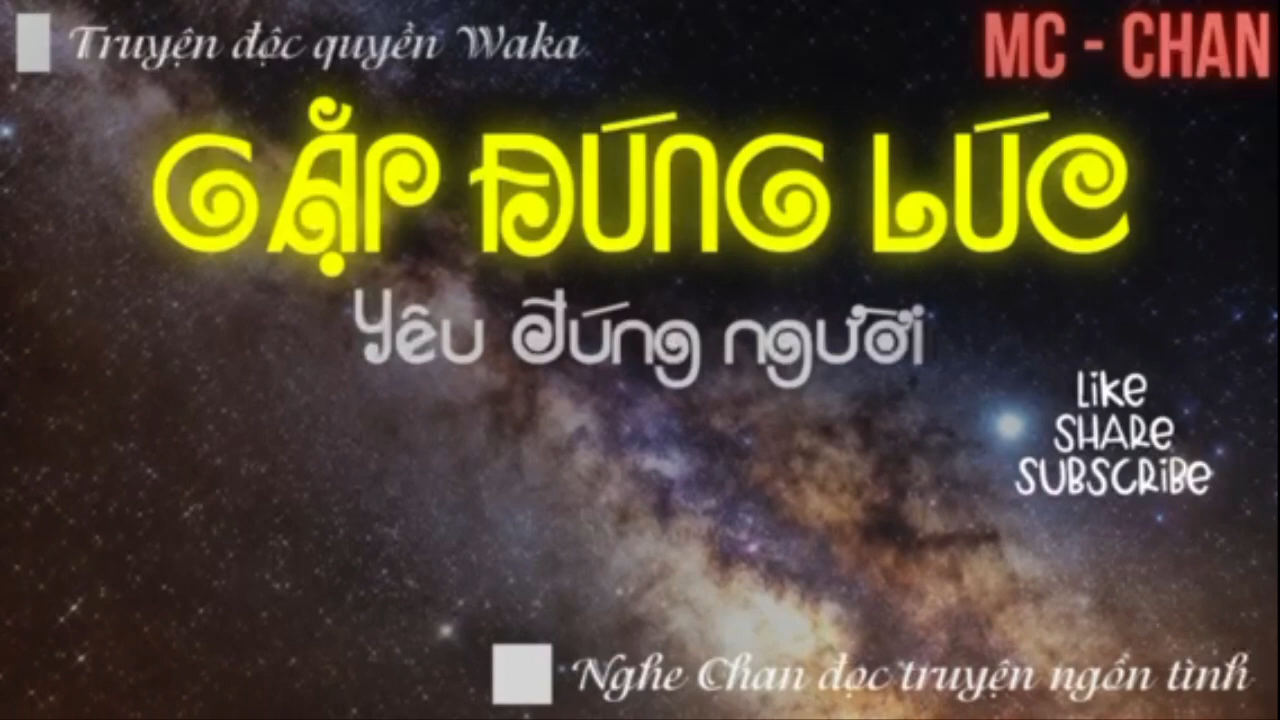 Truyện độc quyền Waka
MC - CHAN
GẶP ĐÚNG LÚC
Yêu đúng người
LIKE
SHARE
SUBSCRIBE
Nghe Chan đọc truyện ngôn tình